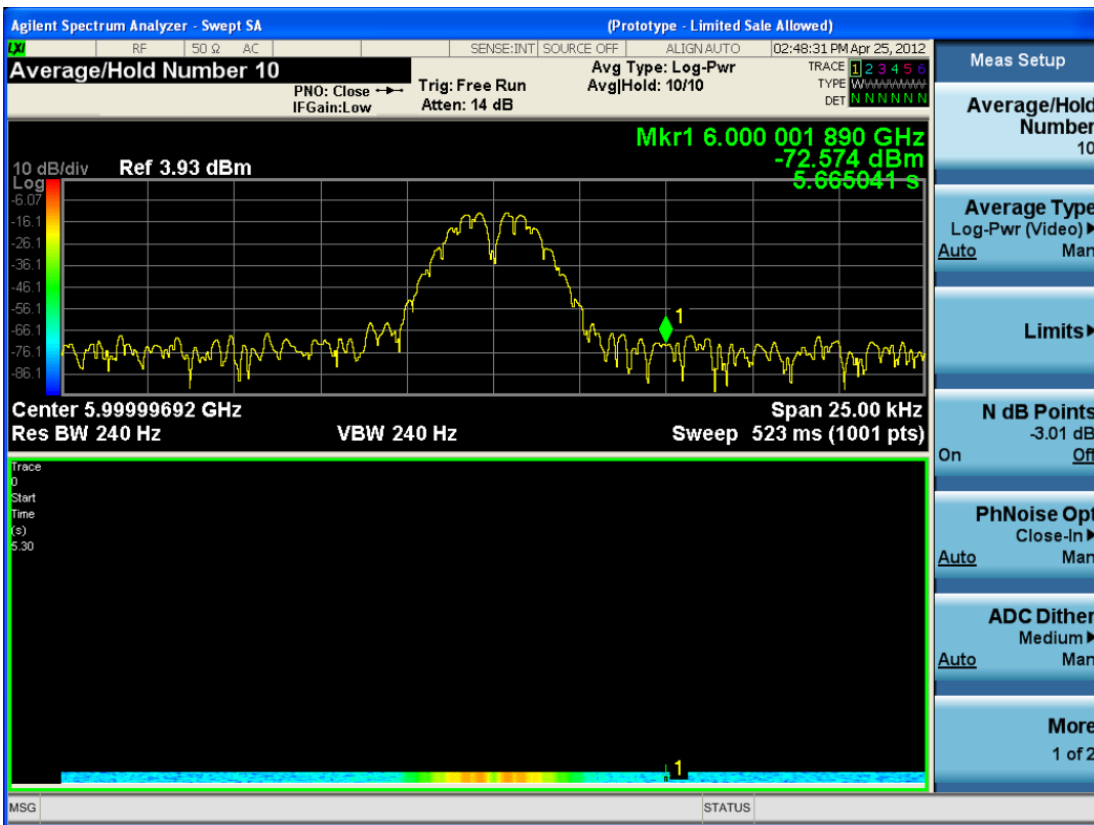 Agilent Spectrum Analyzer - Swept SA (Prototype - Limited Sale Allowed)
LXI RF 50 Ω AC SENSE:INT SOURCE OFF ALIGN AUTO 02:48:31 PM Apr 25, 2012
Average/Hold Number 10
PNO: Close
IFGain:Low
Trig: Free Run
Atten: 14 dB
Avg Type: Log-Pwr
Avg|Hold: 10/10
TRACE 1 2 3 4 5 6
TYPE WWWWWW
DET N N N N N N
Mkr1 6.000 001 890 GHz
-72.574 dBm
5.665041 s
10 dB/div Ref 3.93 dBm
Log
-6.07
-16.1
-26.1
-36.1
-46.1
-56.1
-66.1
-76.1
-86.1
1
Center 5.99999692 GHz Span 25.00 kHz
Res BW 240 Hz VBW 240 Hz Sweep 523 ms (1001 pts)
Trace
0
Start
Time
(s)
5.30
1
MSG STATUS
Meas Setup
Average/Hold
Number
10
Average Type
Log-Pwr (Video)
Auto Man
Limits
N dB Points
-3.01 dB
On Off
PhNoise Opt
Close-In
Auto Man
ADC Dither
Medium
Auto Man
More
1 of 2